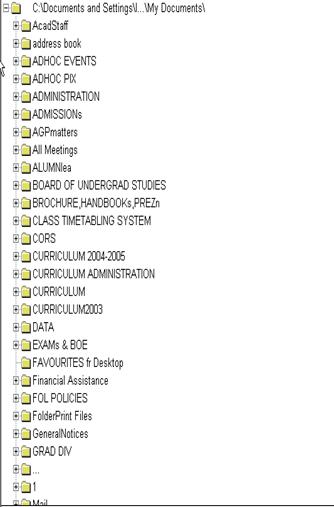 C:\Documents and Settings\l...\My Documents\
AcadStaff
address book
ADHOC EVENTS
ADHOC PIX
ADMINISTRATION
ADMISSIONs
AGPmatters
All Meetings
ALUMNIea
BOARD OF UNDERGRAD STUDIES
BROCHURE,HANDBOOKs,PREZn
CLASS TIMETABLING SYSTEM
CORS
CURRICULUM 2004-2005
CURRICULUM ADMINISTRATION
CURRICULUM
CURRICULUM2003
DATA
EXAMs & BOE
FAVOURITES fr Desktop
Financial Assistance
FOL POLICIES
FolderPrint Files
GeneralNotices
GRAD DIV
...
1
Mail